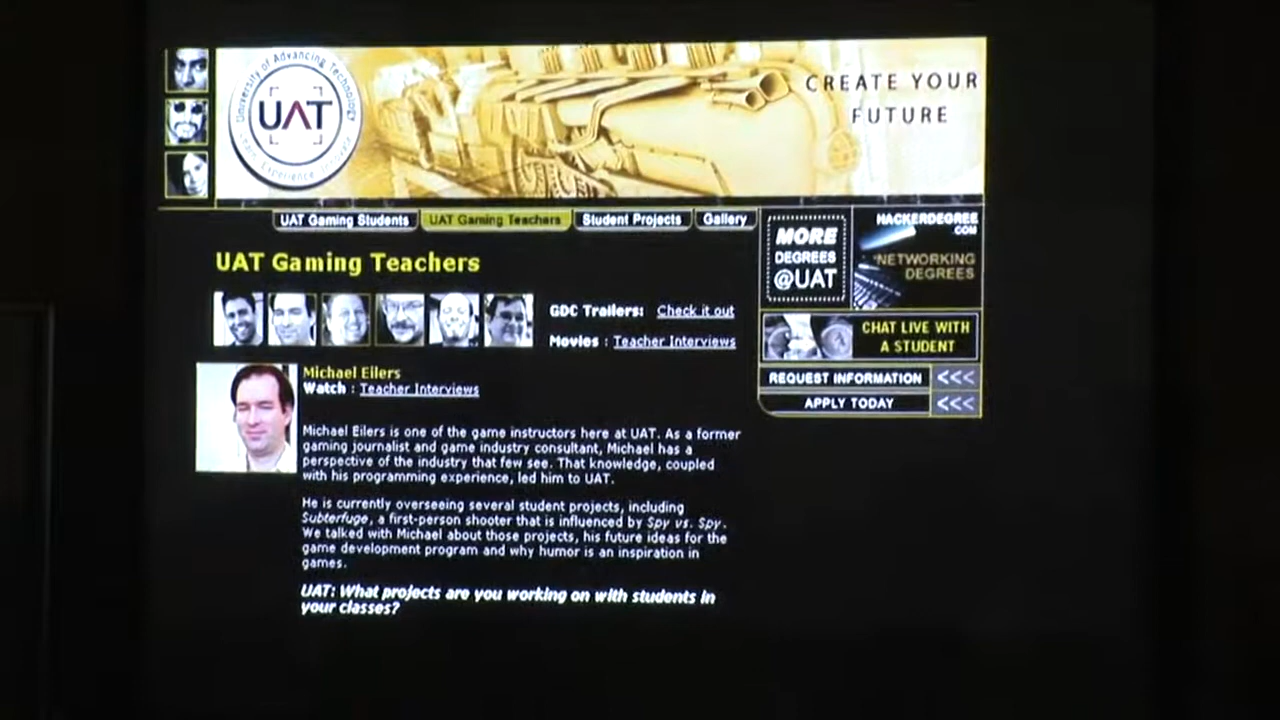 University of Advancing Technology
UAT
Learn. Experience. Innovate
CREATE YOUR
FUTURE
UAT Gaming Students
UAT Gaming Teachers
Student Projects
Gallery
MORE
DEGREES
@UAT
HACKERDEGREE
.COM
NETWORKING
DEGREES
UAT Gaming Teachers
GDC Trailers: Check it out
Movies : Teacher Interviews
CHAT LIVE WITH
A STUDENT
REQUEST INFORMATION <<<
APPLY TODAY <<<
Michael Eilers
Watch : Teacher Interviews
Michael Eilers is one of the game instructors here at UAT. As a former
gaming journalist and game industry consultant, Michael has a
perspective of the industry that few see. That knowledge, coupled
with his programming experience, led him to UAT.
He is currently overseeing several student projects, including
Subterfuge, a first-person shooter that is influenced by Spy vs. Spy.
We talked with Michael about those projects, his future ideas for the
game development program and why humor is an inspiration in
games.
UAT: What projects are you working on with students in
your classes?